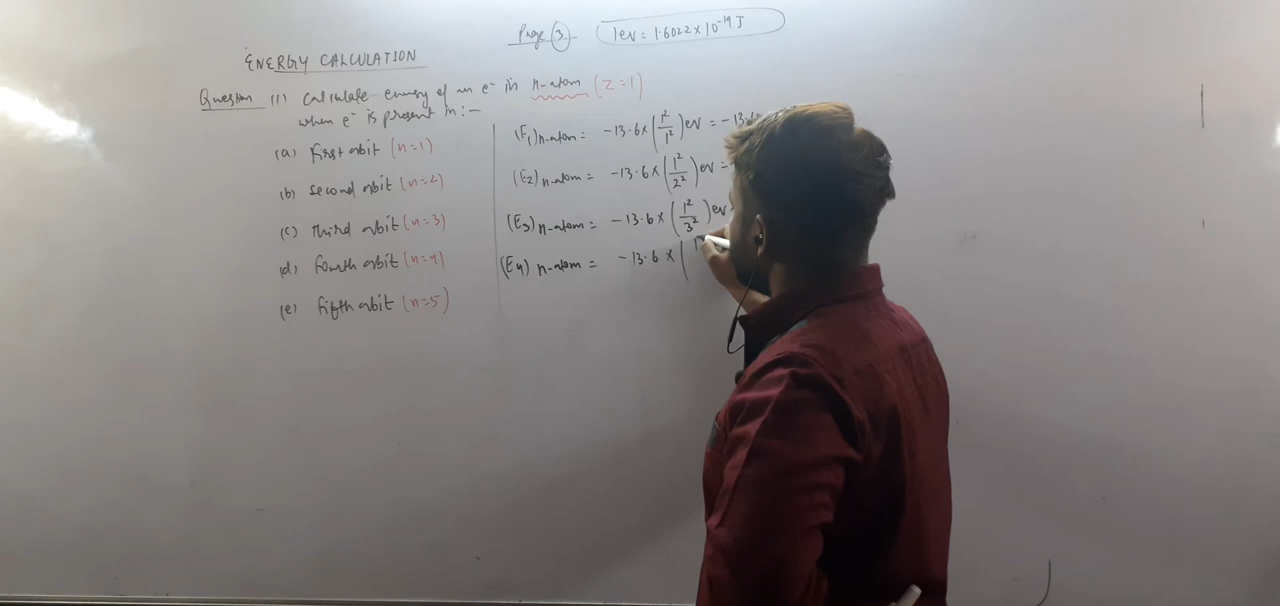 Page 3 1ev = 1.6022 × 10⁻¹⁹ J
ENERGY CALCULATION
Question (1) Calculate energy of an e⁻ in H-atom (Z=1)
when e⁻ is present in:-
(a) first orbit (n=1)
(b) second orbit (n=2)
(c) third orbit (n=3)
(d) fourth orbit (n=4)
(e) fifth orbit (n=5)
(E₁)H-atom = -13.6 × (1²/1²) ev = -13.6
(E₂)H-atom = -13.6 × (1²/2²) ev =
(E₃)H-atom = -13.6 × (1²/3²) ev
(E₄)H-atom = -13.6 × (1